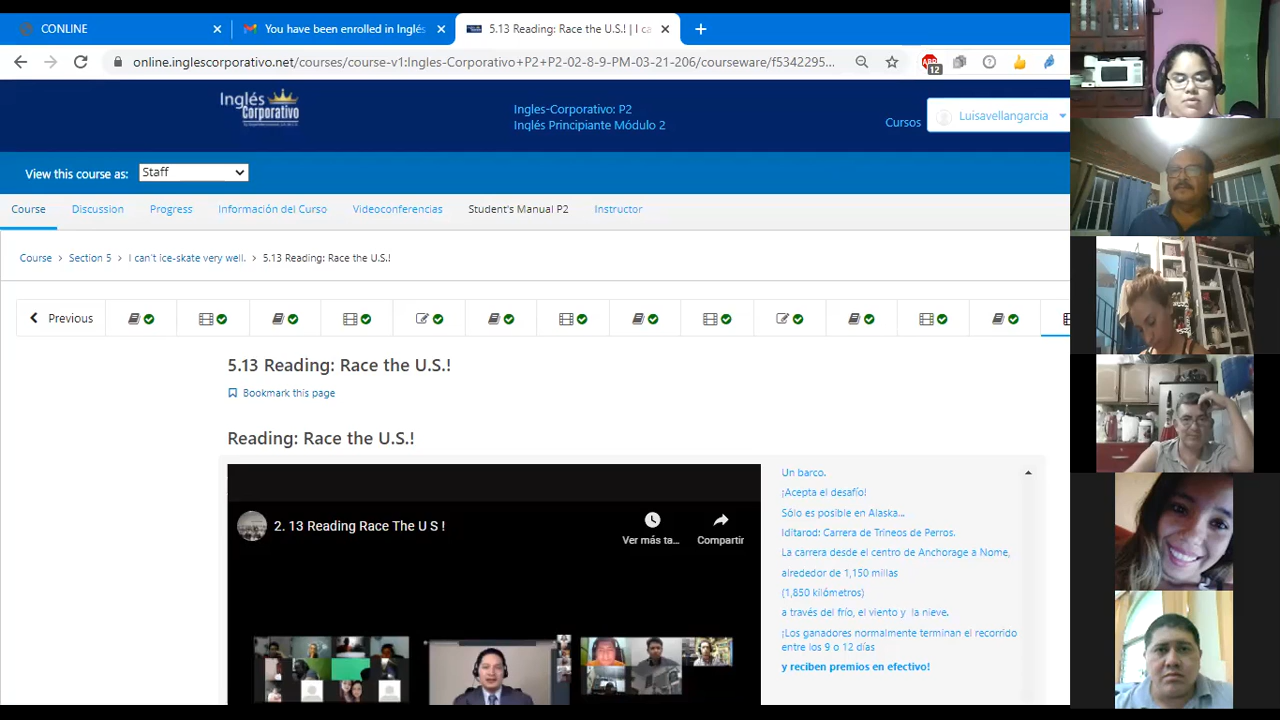 CONLINE
You have been enrolled in Inglés
5.13 Reading: Race the U.S.! | I ca
online.inglescorporativo.net/courses/course-v1:Ingles-Corporativo+P2+P2-02-8-9-PM-03-21-206/courseware/f5342295...
ABP
12
Inglés
Corporativo
Ingles-Corporativo: P2
Inglés Principiante Módulo 2
Cursos
Luisavellangarcia
View this course as:
Staff
Course
Discussion
Progress
Información del Curso
Videoconferencias
Student's Manual P2
Instructor
Course
Section 5
I can't ice-skate very well.
5.13 Reading: Race the U.S.!
Previous
5.13 Reading: Race the U.S.!
Bookmark this page
Reading: Race the U.S.!
2. 13 Reading Race The U S !
Ver más ta...
Compartir
Un barco.
¡Acepta el desafío!
Sólo es posible en Alaska...
Iditarod: Carrera de Trineos de Perros.
La carrera desde el centro de Anchorage a Nome,
alrededor de 1,150 millas
(1,850 kilómetros)
a través del frío, el viento y la nieve.
¡Los ganadores normalmente terminan el recorrido
entre los 9 o 12 días
y reciben premios en efectivo!